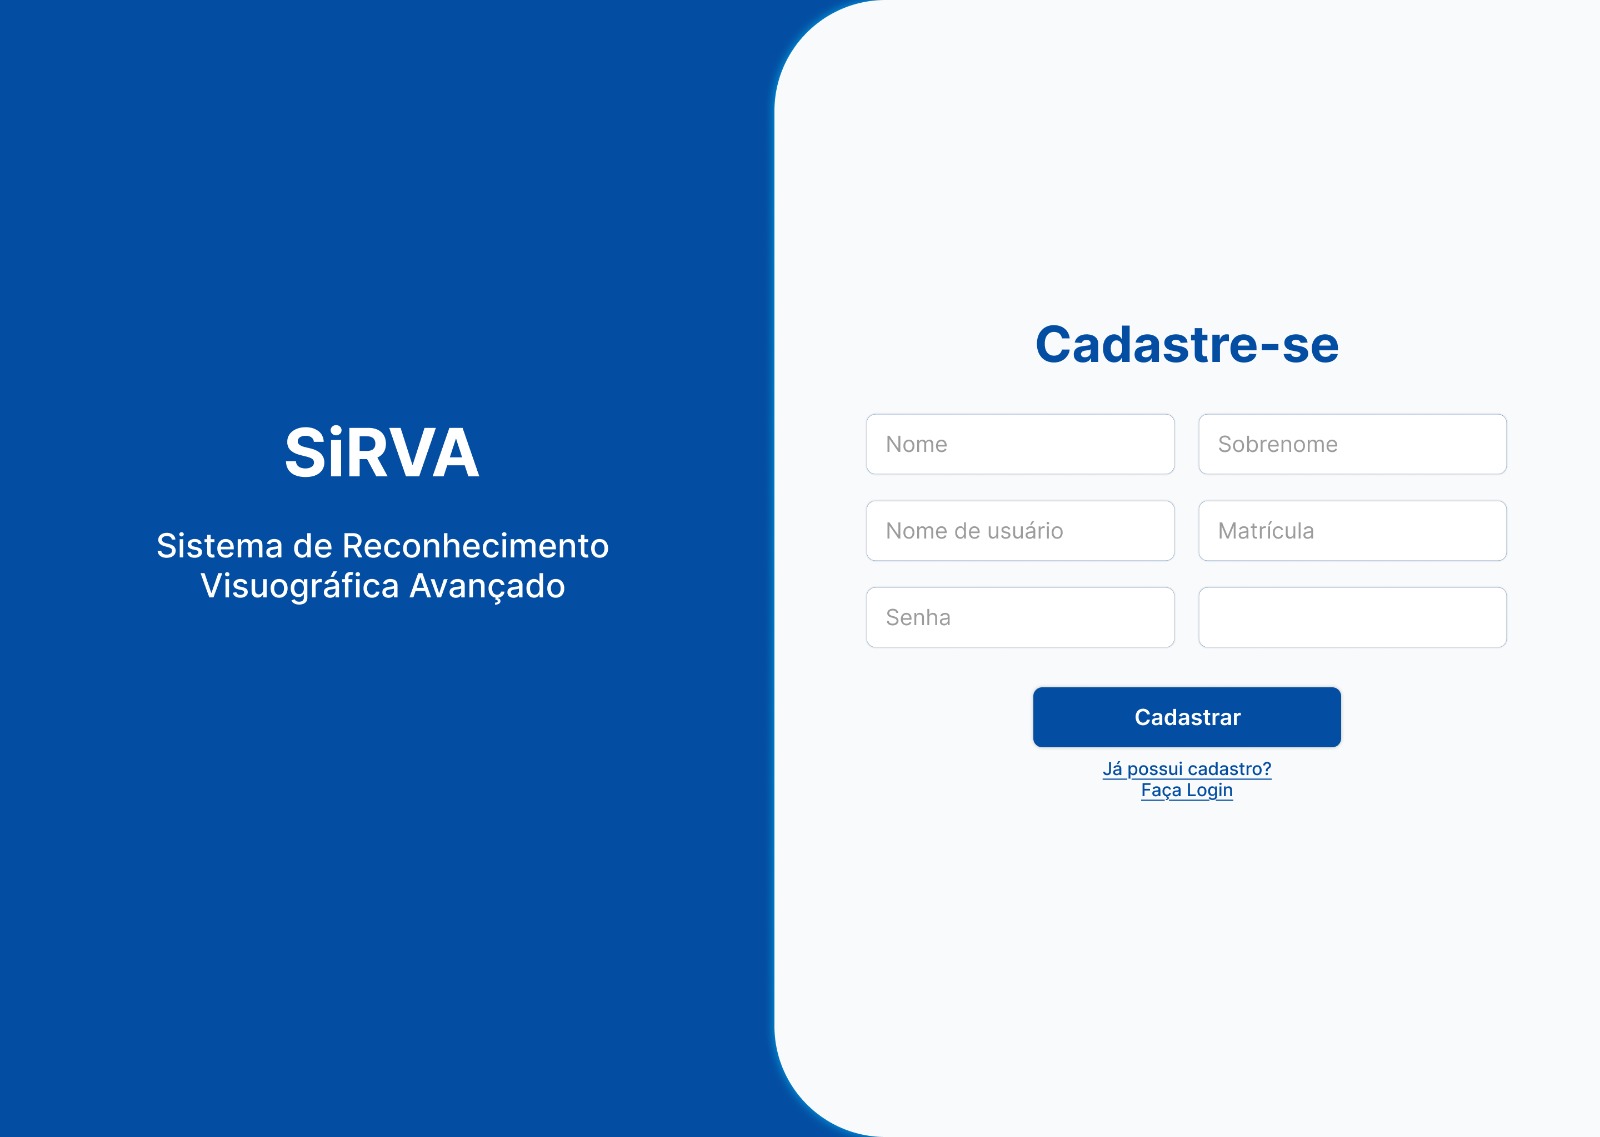 SiRVA
Sistema de Reconhecimento
Visuográfica Avançado
Cadastre-se
Nome
Sobrenome
Nome de usuário
Matrícula
Senha
Cadastrar
Já possui cadastro?
Faça Login